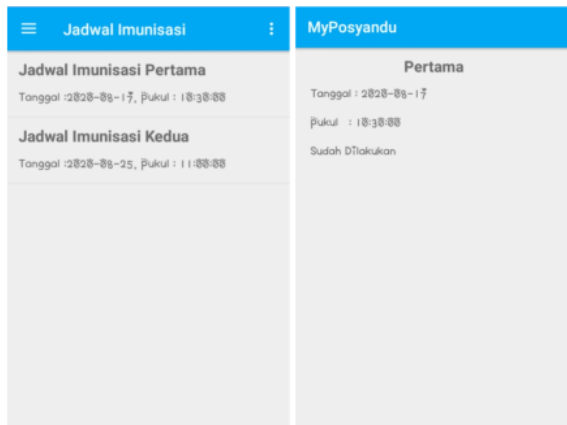 Jadwal Imunisasi
Jadwal Imunisasi Pertama
Tanggal :2020-08-17, Pukul : 10:30:00
Jadwal Imunisasi Kedua
Tanggal :2020-08-25, Pukul : 11:00:00
MyPosyandu
Pertama
Tanggal : 2020-08-17
Pukul : 10:30:00
Sudah Dilakukan